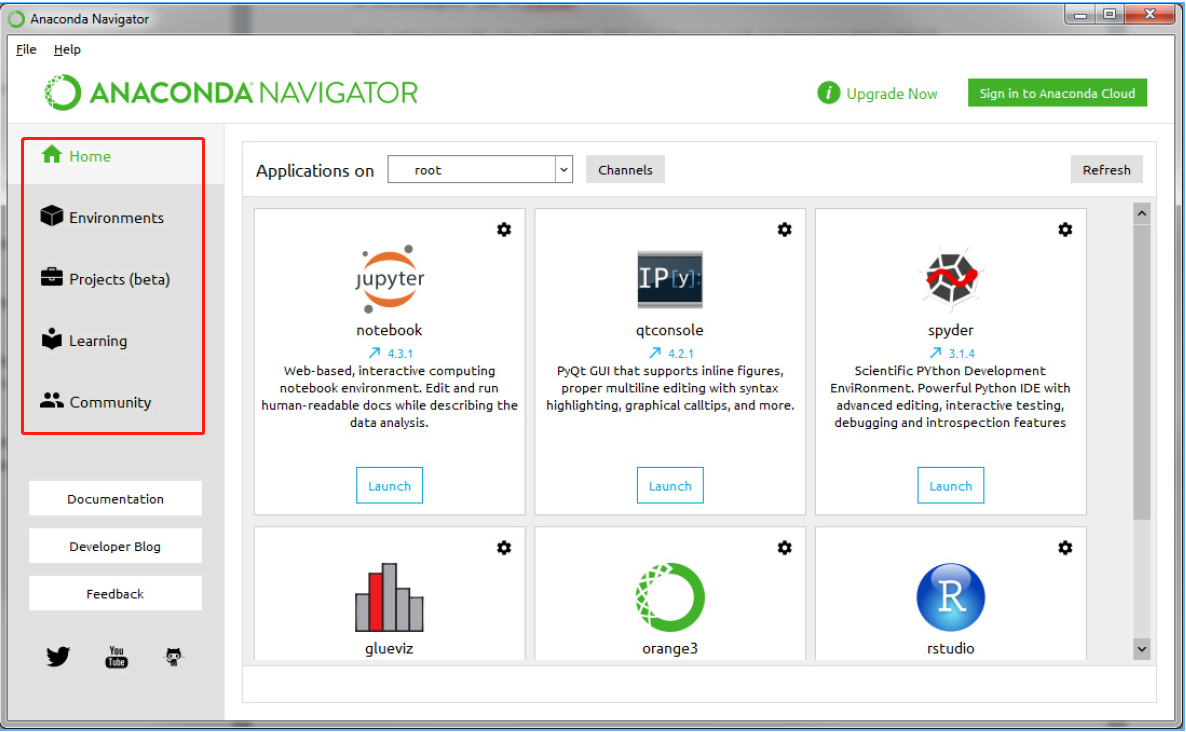 Anaconda Navigator
File Help
ANACONDA NAVIGATOR
i Upgrade Now
Sign in to Anaconda Cloud
Home
Environments
Projects (beta)
Learning
Community
Documentation
Developer Blog
Feedback
You
Tube
Applications on root Channels Refresh
jupyter
notebook
4.3.1
Web-based, interactive computing
notebook environment. Edit and run
human-readable docs while describing the
data analysis.
Launch
IP[y]:
qtconsole
4.2.1
PyQt GUI that supports inline figures,
proper multiline editing with syntax
highlighting, graphical calltips, and more.
Launch
spyder
3.1.4
Scientific PYthon Development
EnviRonment. Powerful Python IDE with
advanced editing, interactive testing,
debugging and introspection features
Launch
glueviz
orange3
R
rstudio